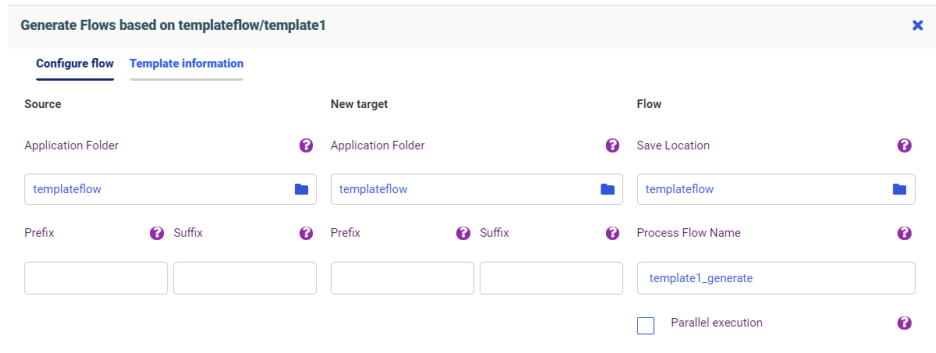 Generate Flows based on templateflow/template1
Configure flow Template information
Source New target Flow
Application Folder ? Application Folder ? Save Location ?
templateflow templateflow templateflow
Prefix ? Suffix ? Prefix ? Suffix ? Process Flow Name ?
template1_generate
Parallel execution ?